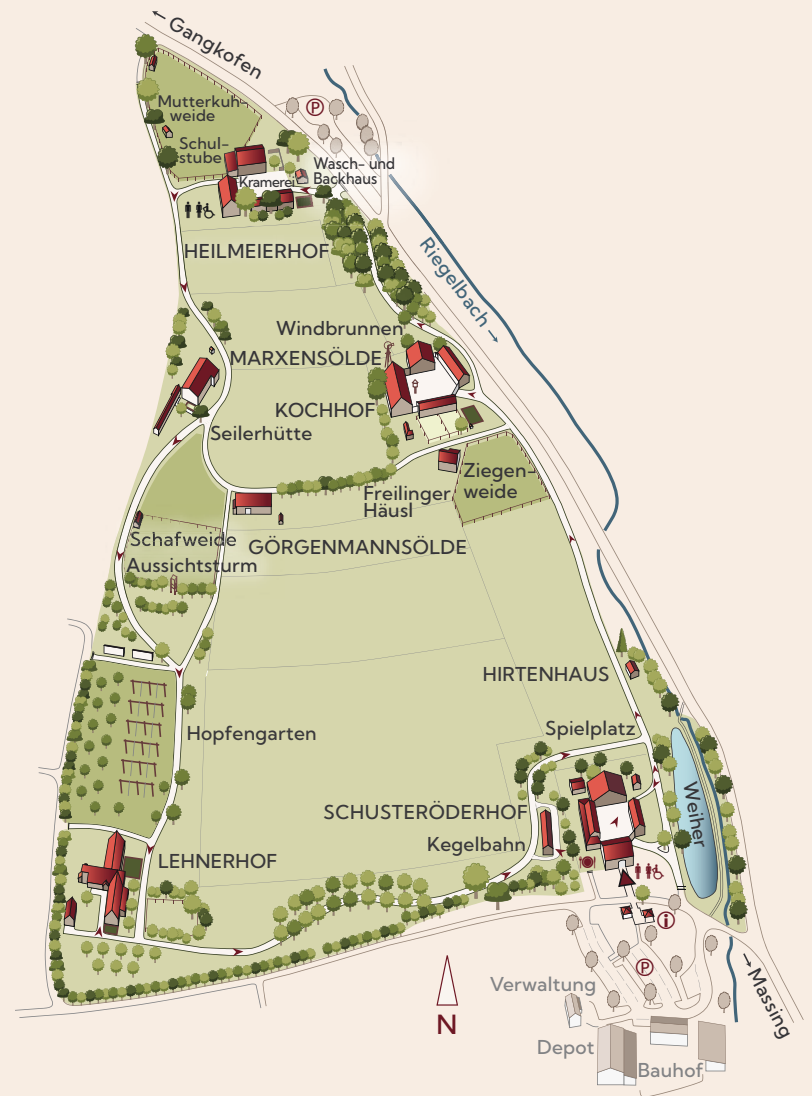 ← Gangkofen
P
Mutterkuh-
weide
Schul-
stube
Wasch- und
Backhaus
Kramerei
HEILMEIERHOF
Riegelbach →
Windbrunnen
MARXENSÖLDE
KOCHHOF
Seilerhütte
Ziegen-
weide
Freilinger
Häusl
Schafweide
GÖRGENMANNSÖLDE
Aussichtsturm
HIRTENHAUS
Spielplatz
Hopfengarten
Weiher
SCHUSTERÖDERHOF
Kegelbahn
LEHNERHOF
i
P
→ Massing
N
Verwaltung
Depot
Bauhof